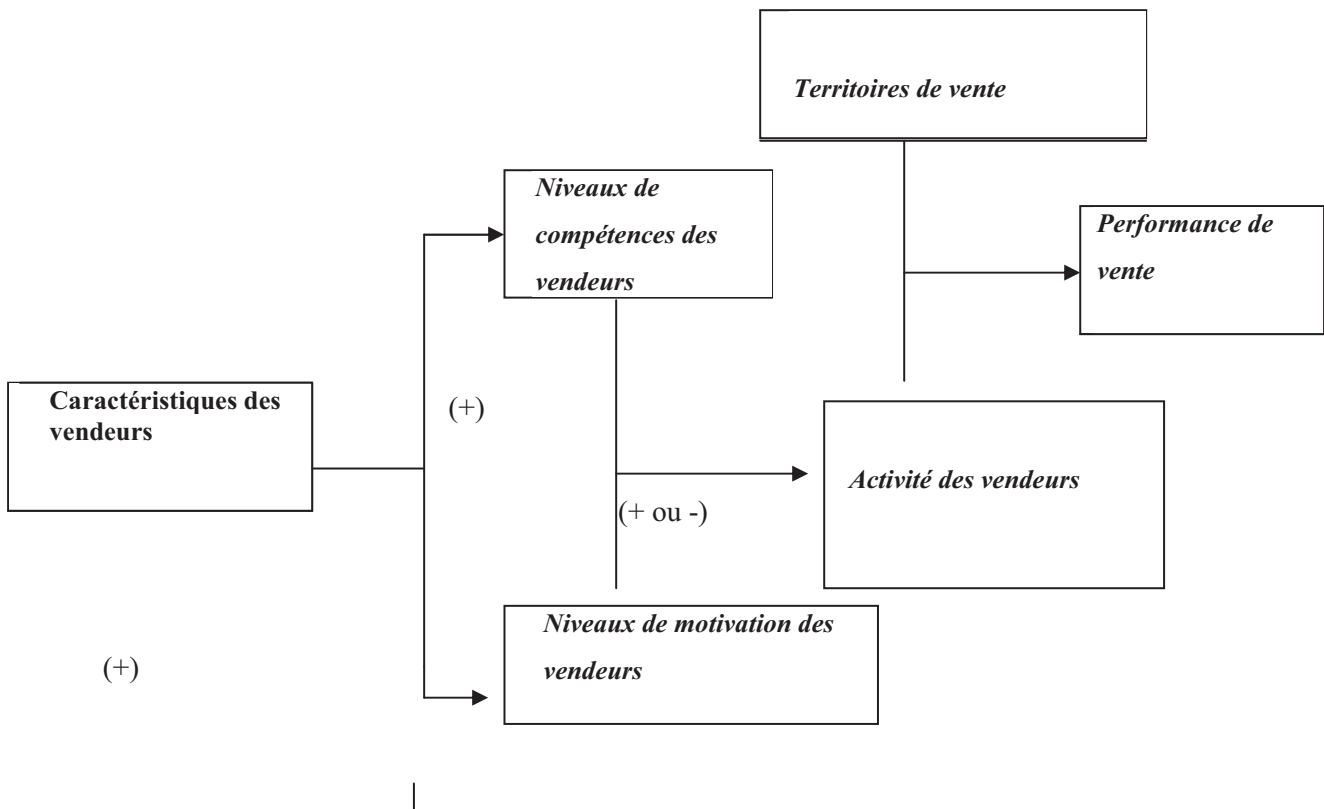 Territoires de vente
Niveaux de
compétences des
vendeurs
Performance de
vente
Caractéristiques des
vendeurs
(+)
Activité des vendeurs
(+ ou -)
Niveaux de motivation des
vendeurs
(+)